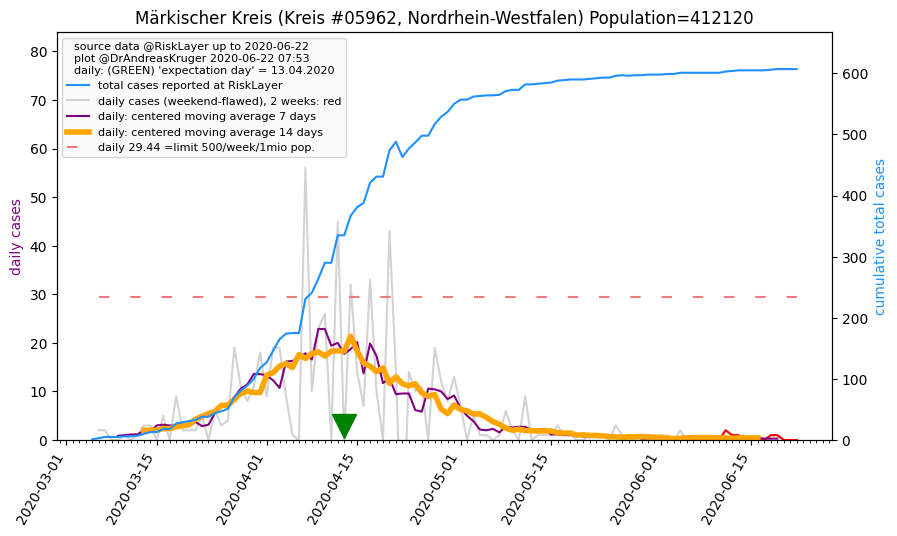 Märkischer Kreis (Kreis #05962, Nordrhein-Westfalen) Population=412120
source data @RiskLayer up to 2020-06-22
plot @DrAndreasKruger 2020-06-22 07:53
daily: (GREEN) 'expectation day' = 13.04.2020
total cases reported at RiskLayer
daily cases (weekend-flawed), 2 weeks: red
daily: centered moving average 7 days
daily: centered moving average 14 days
daily 29.44 =limit 500/week/1mio pop.
daily cases
80
70
60
50
40
30
20
10
0
cumulative total cases
600
500
400
300
200
100
0
2020-03-01
2020-03-15
2020-04-01
2020-04-15
2020-05-01
2020-05-15
2020-06-01
2020-06-15